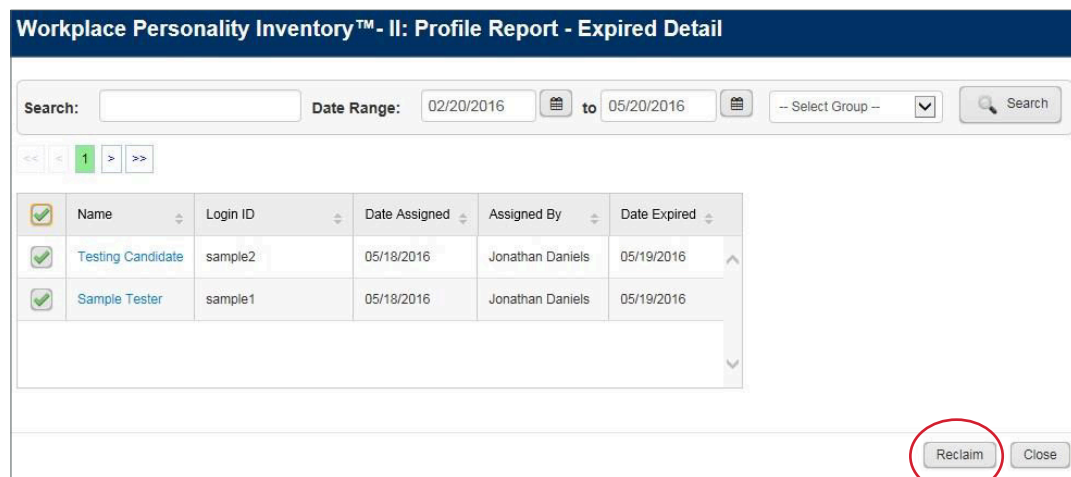 Workplace Personality Inventory™- II: Profile Report - Expired Detail
Search: Date Range: 02/20/2016 to 05/20/2016 -- Select Group -- Search
<< < 1 > >>
Name Login ID Date Assigned Assigned By Date Expired
Testing Candidate sample2 05/18/2016 Jonathan Daniels 05/19/2016
Sample Tester sample1 05/18/2016 Jonathan Daniels 05/19/2016
Reclaim Close